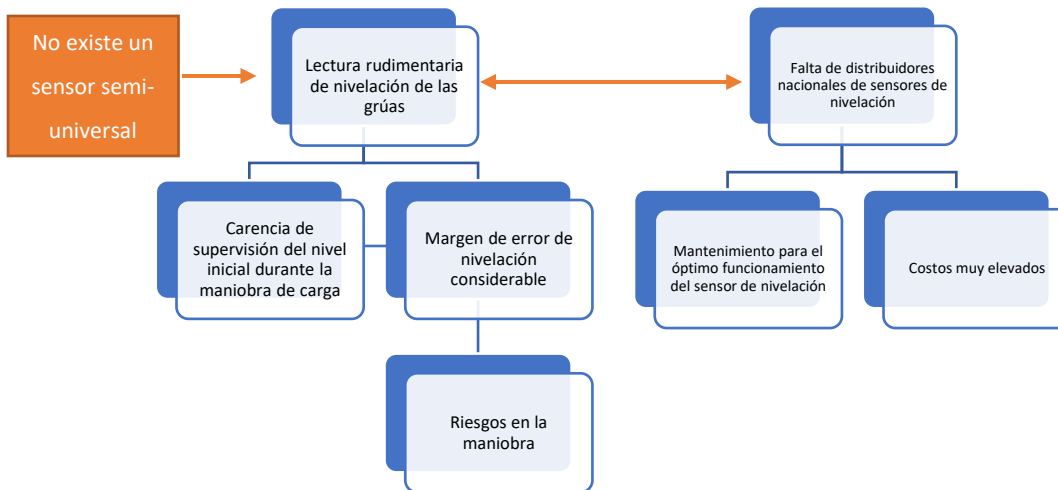 No existe un
sensor semi-
universal
Lectura rudimentaria
de nivelación de las
grúas
Falta de distribuidores
nacionales de sensores de
nivelación
Carencia de
supervisión del nivel
inicial durante la
maniobra de carga
Margen de error de
nivelación
considerable
Mantenimiento para el
óptimo funcionamiento
del sensor de nivelación
Costos muy elevados
Riesgos en la
maniobra